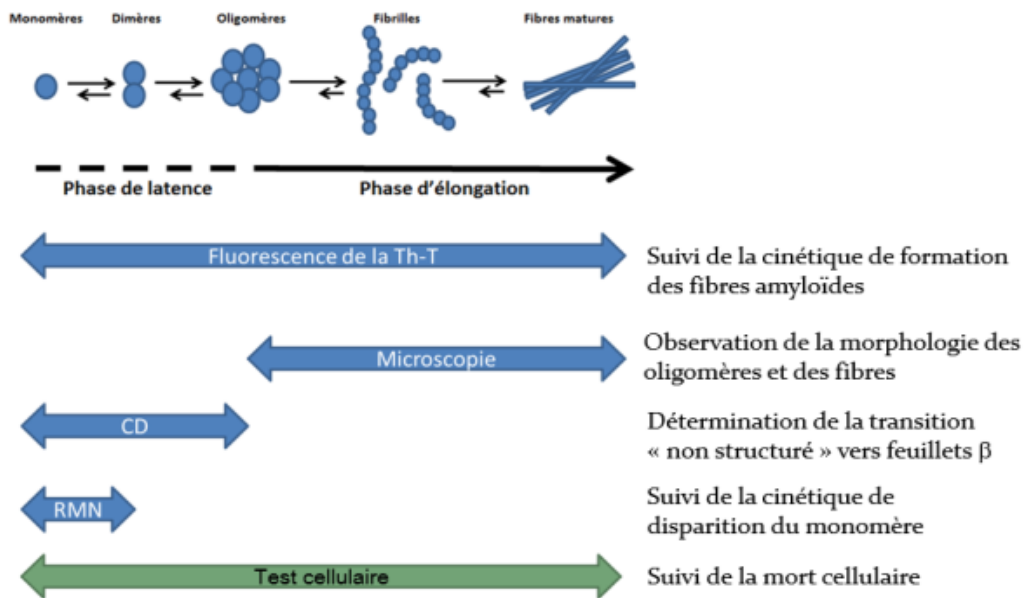 Monomères
Dimères
Oligomères
Fibrilles
Fibres matures
Phase de latence
Phase d'élongation
Fluorescence de la Th-T
Suivi de la cinétique de formation
des fibres amyloïdes
Microscopie
Observation de la morphologie des
oligomères et des fibres
CD
Détermination de la transition
« non structuré » vers feuillets β
RMN
Suivi de la cinétique de
disparition du monomère
Test cellulaire
Suivi de la mort cellulaire